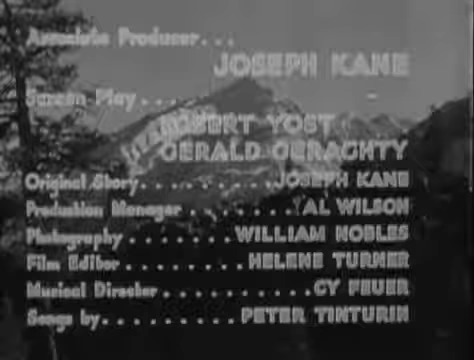 Associate Producer...
JOSEPH KANE
Screen Play....
ROBERT YOST
GERALD GERAGHTY
Original Story.........JOSEPH KANE
Production Manager.......AL WILSON
Photography.......WILLIAM NOBLES
Film Editor........HELENE TURNER
Musical Director..........CY FEUER
Songs by.........PETER TINTURIN